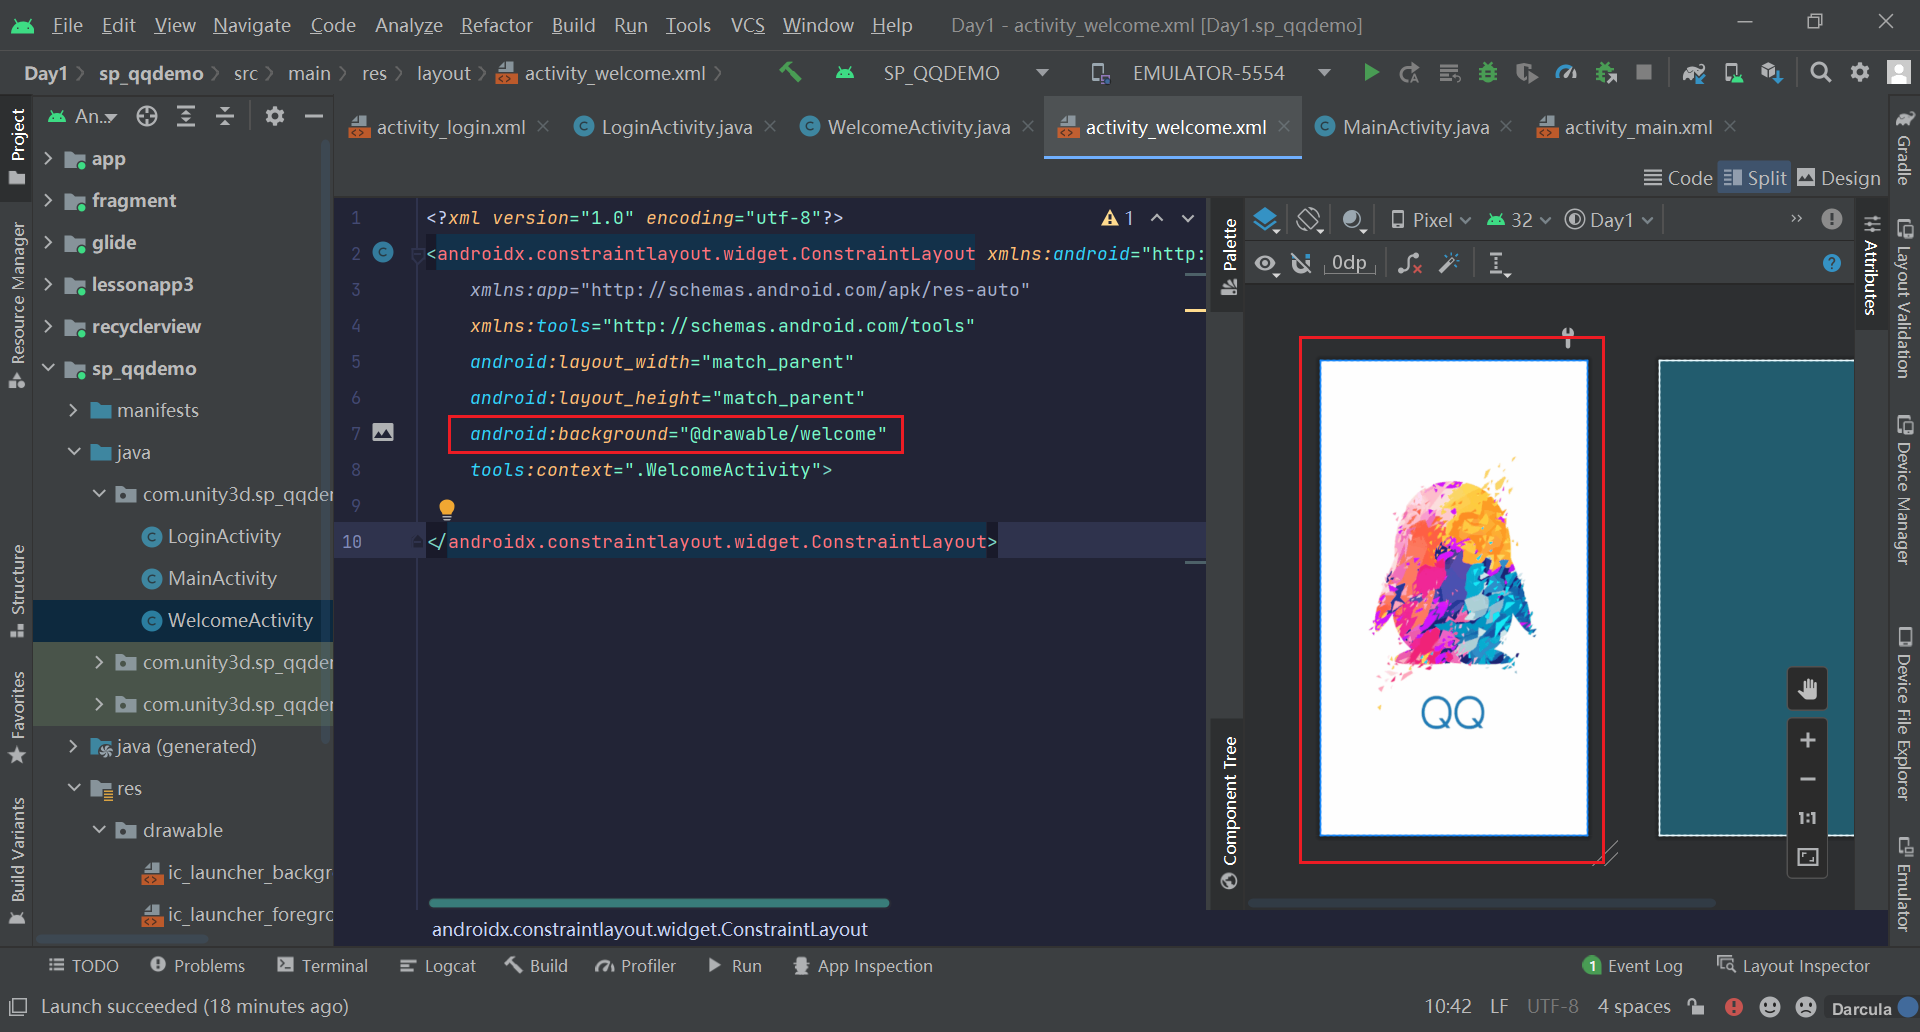 File Edit View Navigate Code Analyze Refactor Build Run Tools VCS Window Help Day1 - activity_welcome.xml [Day1.sp_qqdemo]
Day1 sp_qqdemo src main res layout activity_welcome.xml SP_QQDEMO EMULATOR-5554
An..
activity_login.xml LoginActivity.java WelcomeActivity.java activity_welcome.xml MainActivity.java activity_main.xml
Code Split Design
Project
Resource Manager
Structure
Favorites
Build Variants
app
fragment
glide
lessonapp3
recyclerview
sp_qqdemo
manifests
java
com.unity3d.sp_qqder
LoginActivity
MainActivity
WelcomeActivity
com.unity3d.sp_qqder
com.unity3d.sp_qqder
java (generated)
res
drawable
ic_launcher_backgr
ic_launcher_foregro
1 <?xml version="1.0" encoding="utf-8"?>
2 <androidx.constraintlayout.widget.ConstraintLayout xmlns:android="http:
3 xmlns:app="http://schemas.android.com/apk/res-auto"
4 xmlns:tools="http://schemas.android.com/tools"
5 android:layout_width="match_parent"
6 android:layout_height="match_parent"
7 android:background="@drawable/welcome"
8 tools:context=".WelcomeActivity">
9
10 </androidx.constraintlayout.widget.ConstraintLayout>
1
androidx.constraintlayout.widget.ConstraintLayout
Palette
Component Tree
Pixel 32 Day1
0dp
QQ
1:1
Attributes
Gradle
Layout Validation
Device Manager
Device File Explorer
Emulator
TODO Problems Terminal Logcat Build Profiler Run App Inspection 1 Event Log Layout Inspector
Launch succeeded (18 minutes ago) 10:42 LF UTF-8 4 spaces Darcula